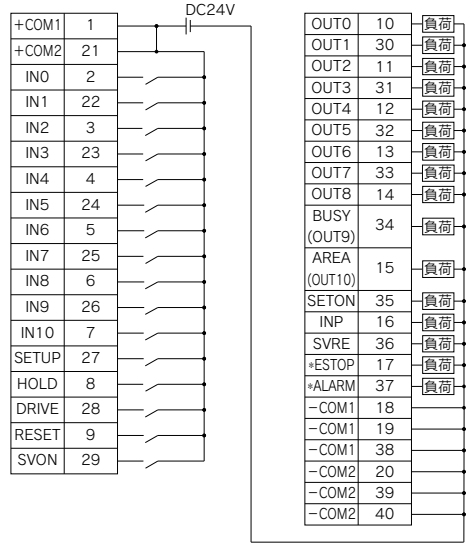 DC24V
+COM1 1
+COM2 21
IN0 2
IN1 22
IN2 3
IN3 23
IN4 4
IN5 24
IN6 5
IN7 25
IN8 6
IN9 26
IN10 7
SETUP 27
HOLD 8
DRIVE 28
RESET 9
SVON 29
OUT0 10 負荷
OUT1 30 負荷
OUT2 11 負荷
OUT3 31 負荷
OUT4 12 負荷
OUT5 32 負荷
OUT6 13 負荷
OUT7 33 負荷
OUT8 14 負荷
BUSY
(OUT9) 34 負荷
AREA
(OUT10) 15 負荷
SETON 35 負荷
INP 16 負荷
SVRE 36 負荷
*ESTOP 17 負荷
*ALARM 37 負荷
−COM1 18
−COM1 19
−COM1 38
−COM2 20
−COM2 39
−COM2 40